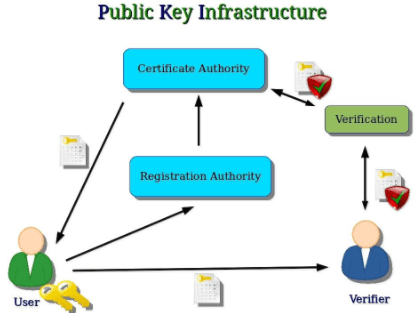 Public Key Infrastructure
Certificate Authority
Verification
Registration Authority
User
Verifier